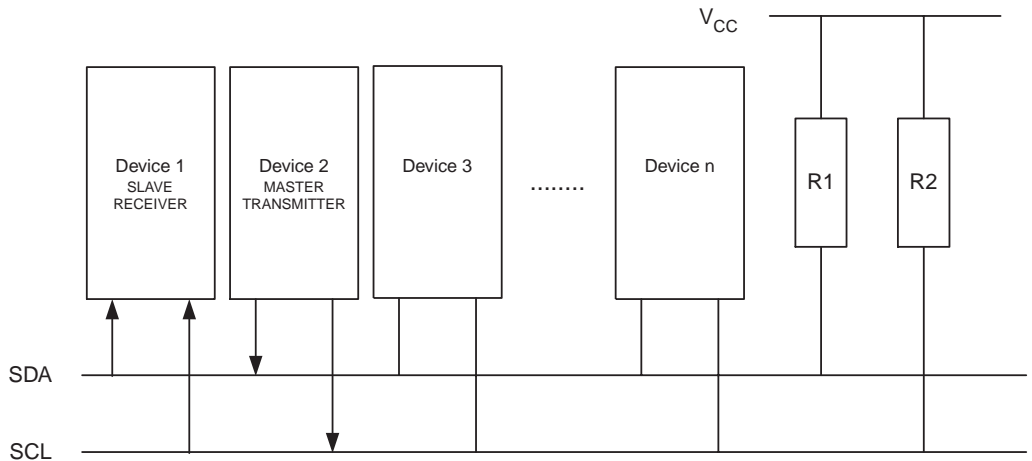 V_CC
Device 1
SLAVE
RECEIVER
Device 2
MASTER
TRANSMITTER
Device 3
........
Device n
R1
R2
SDA
SCL